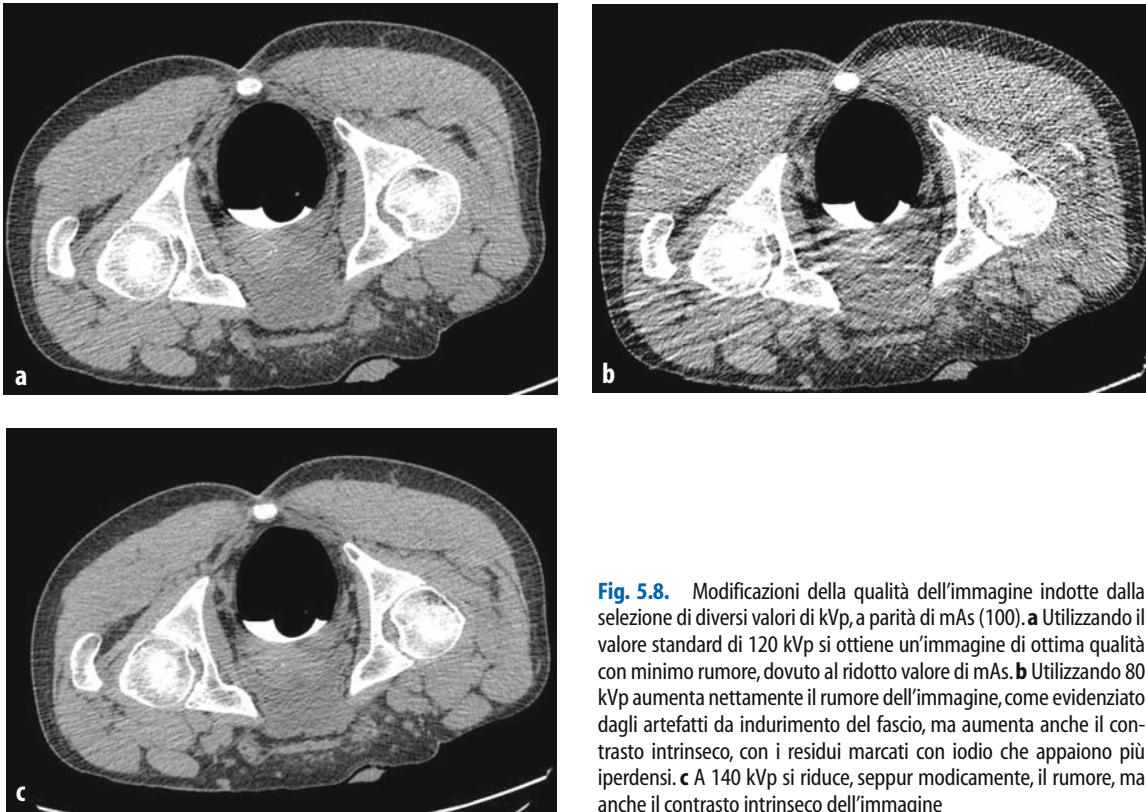 a
b
c
Fig. 5.8. Modificazioni della qualità dell'immagine indotte dalla
selezione di diversi valori di kVp, a parità di mAs (100). a Utilizzando il
valore standard di 120 kVp si ottiene un'immagine di ottima qualità
con minimo rumore, dovuto al ridotto valore di mAs. b Utilizzando 80
kVp aumenta nettamente il rumore dell'immagine, come evidenziato
dagli artefatti da indurimento del fascio, ma aumenta anche il con-
trasto intrinseco, con i residui marcati con iodio che appaiono più
iperdensi. c A 140 kVp si riduce, seppur modicamente, il rumore, ma
anche il contrasto intrinseco dell'immagine